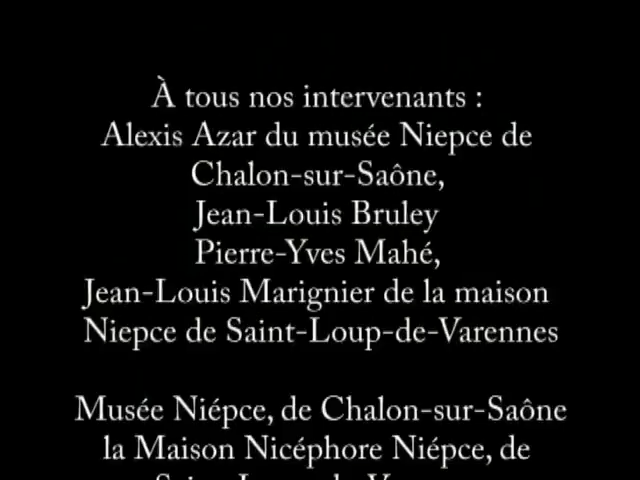 À tous nos intervenants :
Alexis Azar du musée Niepce de
Chalon-sur-Saône,
Jean-Louis Bruley
Pierre-Yves Mahé,
Jean-Louis Marignier de la maison
Niepce de Saint-Loup-de-Varennes
Musée Niépce, de Chalon-sur-Saône
la Maison Nicéphore Niépce, de